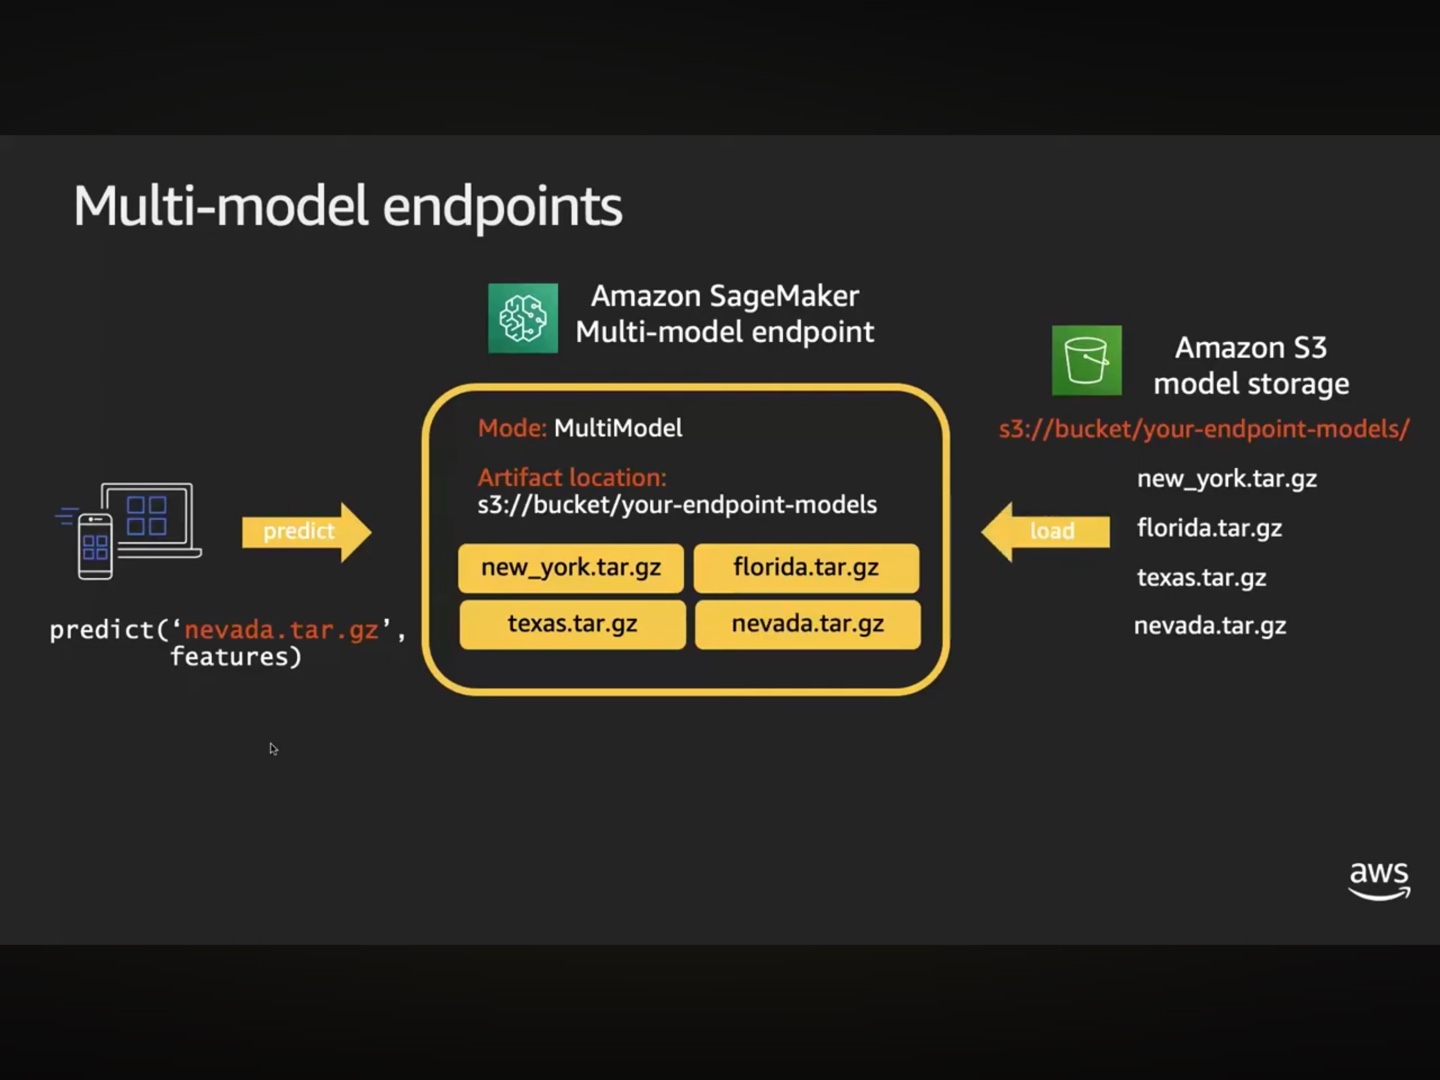 Multi-model endpoints
Amazon SageMaker
Multi-model endpoint
Amazon S3
model storage
s3://bucket/your-endpoint-models/
Mode: MultiModel
Artifact location:
s3://bucket/your-endpoint-models
new_york.tar.gz
florida.tar.gz
texas.tar.gz
nevada.tar.gz
predict
predict(‘nevada.tar.gz’,
features)
load
new_york.tar.gz
florida.tar.gz
texas.tar.gz
nevada.tar.gz
aws